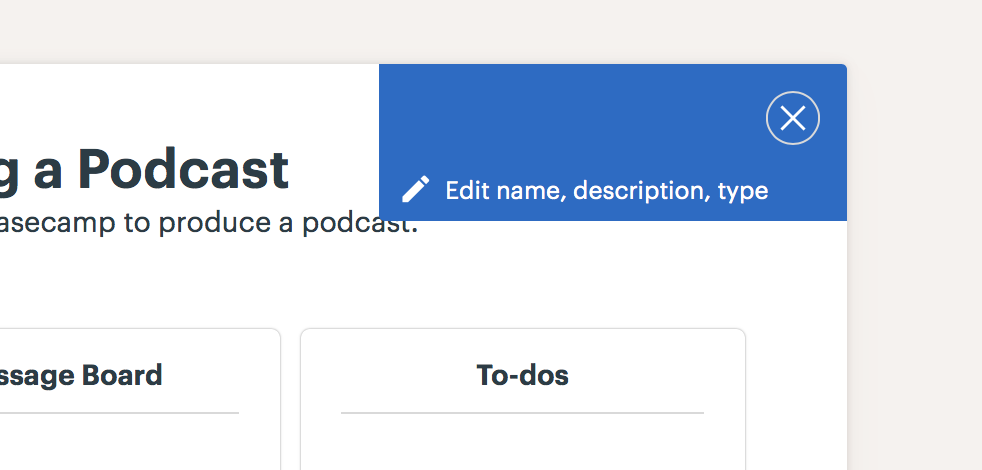 g a Podcast
Edit name, description, type
asecamp to produce a podcast.
ssage Board
To-dos